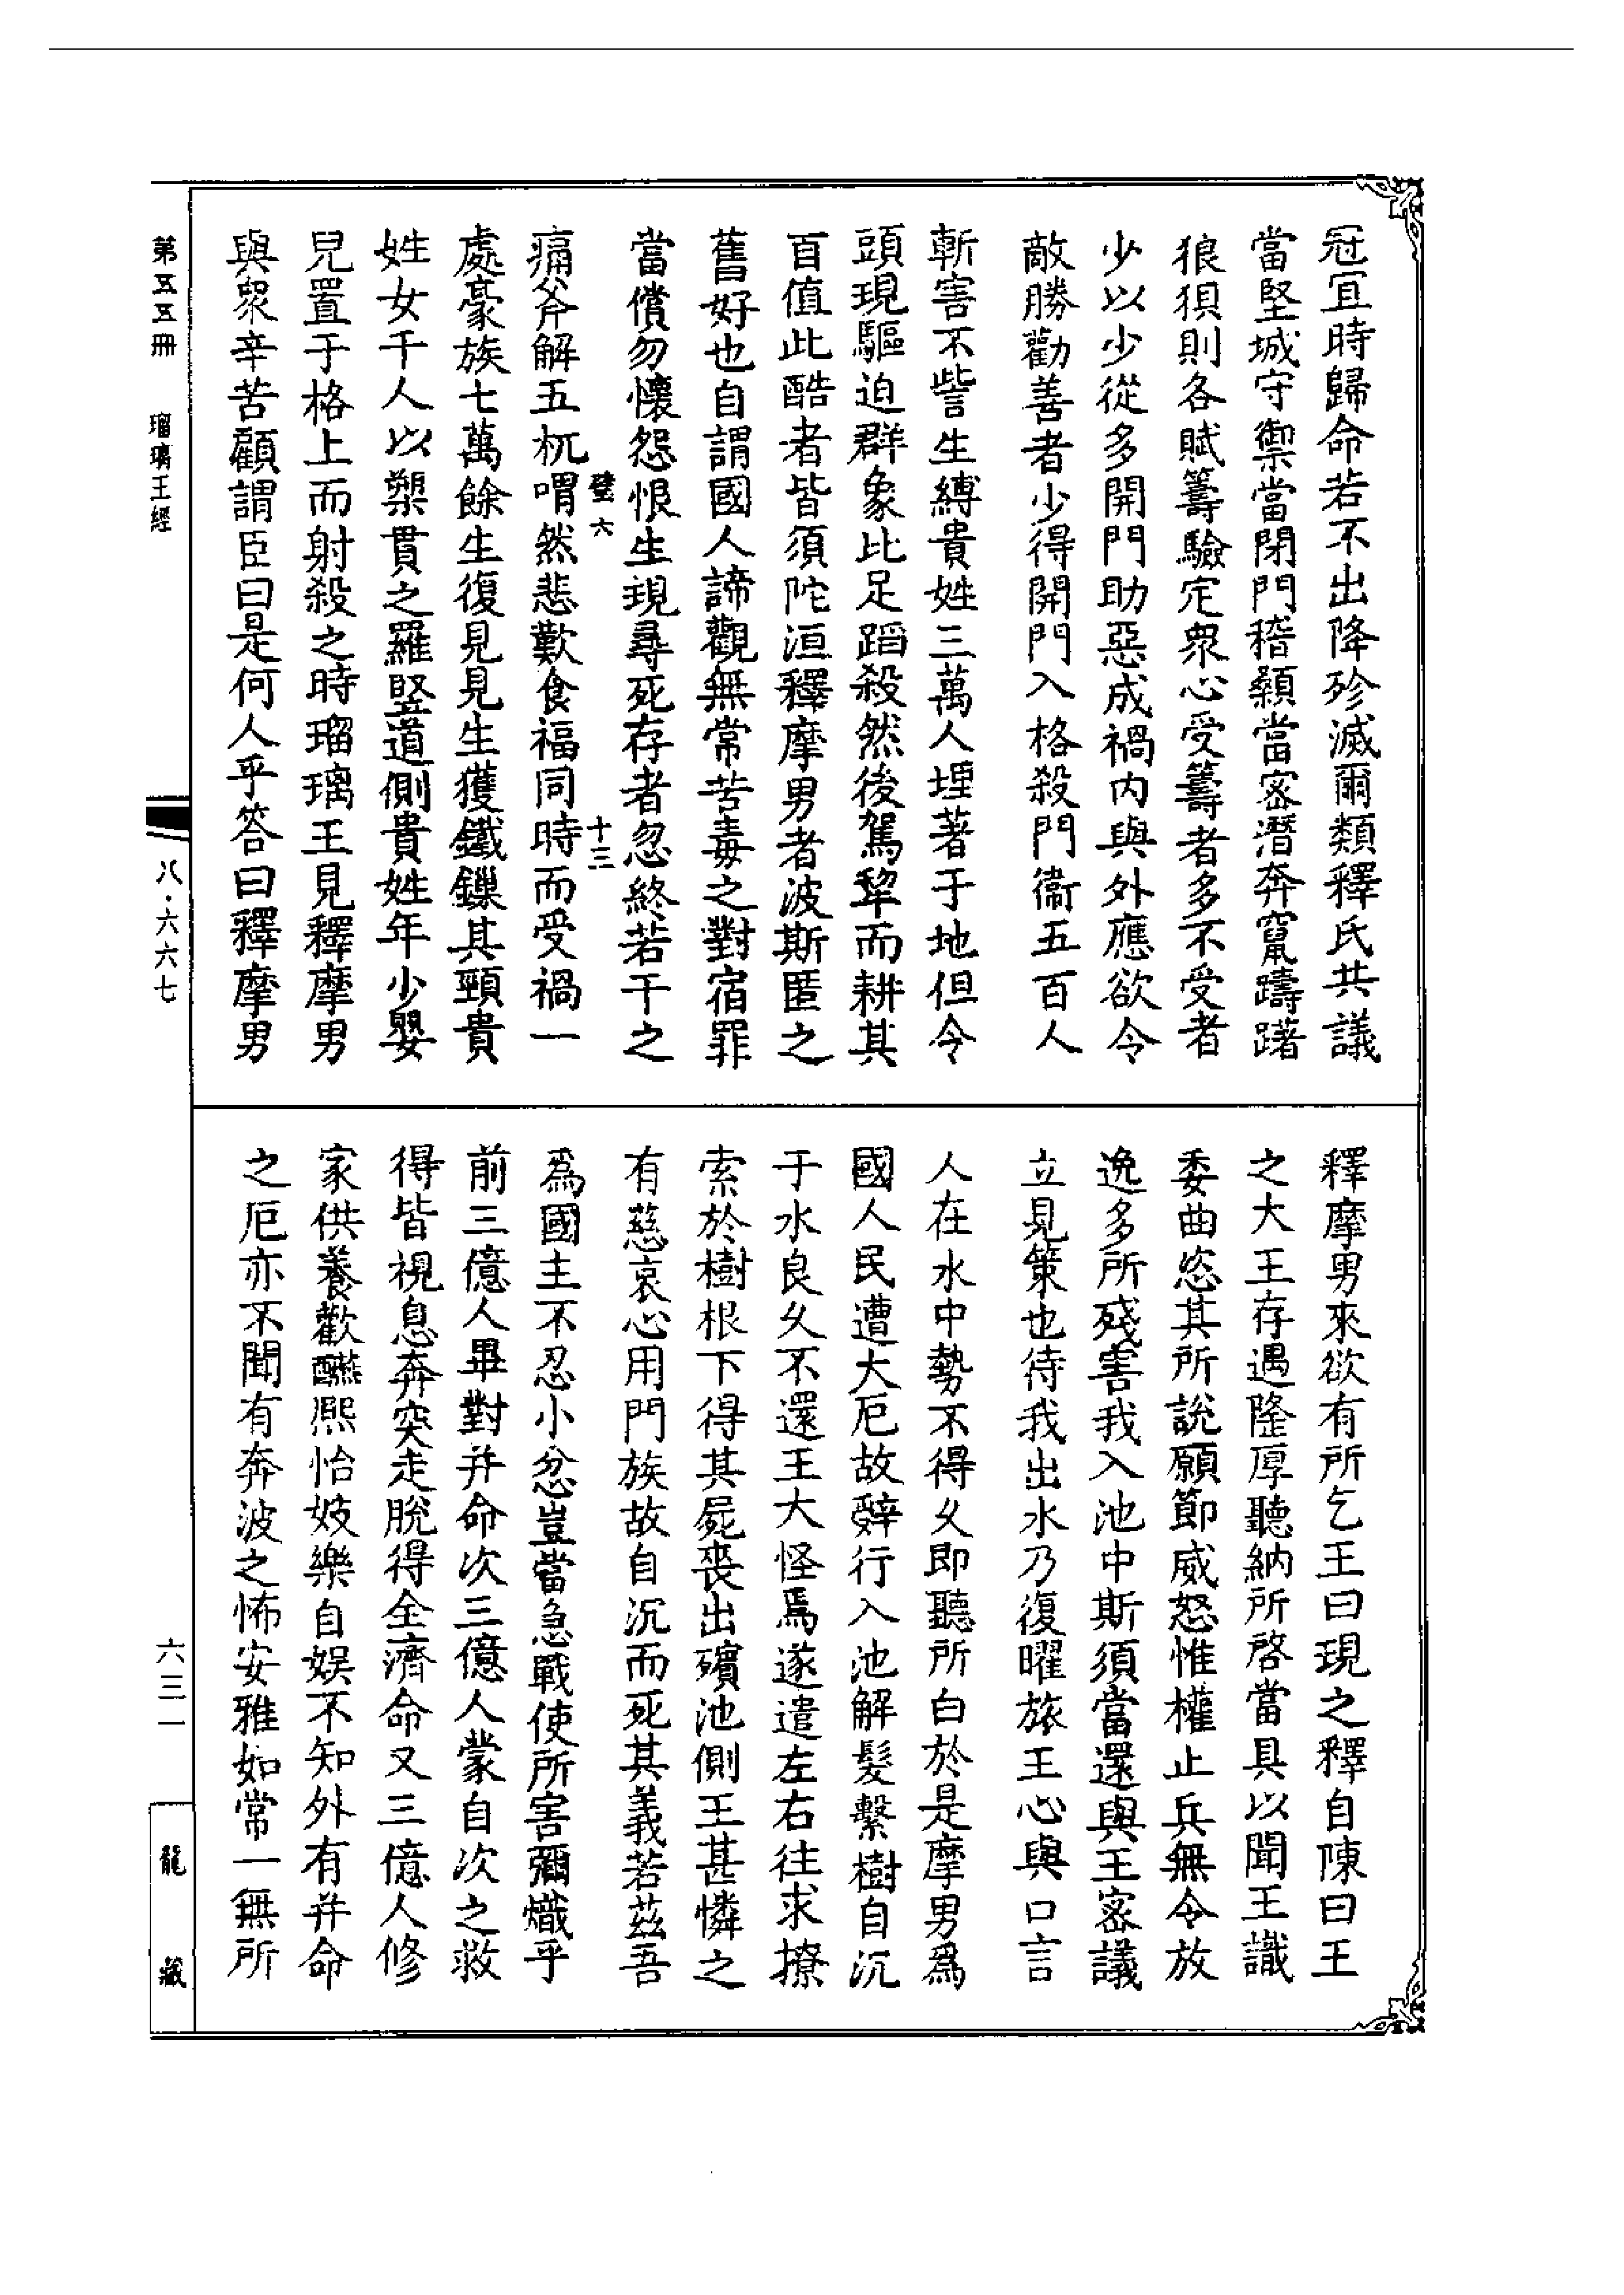 冠宜時歸命若不出降殄滅爾類釋氏共議
當堅城守禦當閉門稽顙當密潛奔竄躊躇
狼狽則各賦籌驗定衆心受籌者多不受者
少以少從多開門助惡成禍内與外應欲令
敵勝勸善者少得開門入格殺門衞五百人
斬害不訾生縛貴姓三萬人埋著于地但令
頭現驅迫群象比足蹈殺然後駕犂而耕其
百值此酷者皆須陀洹釋摩男者波斯匿之
舊好也自謂國人諦觀無常苦毒之對宿罪
當償勿懷怨恨生現尋死存者忽終若干之
壁六 十三
痛斧解五杌喟然悲歎食福同時而受禍一
處豪族七萬餘生復見見生獲鐵鏁其頸貴
姓女千人以槊貫之羅竪道側貴姓年少嬰
兒置于格上而射殺之時瑠璃王見釋摩男
與衆辛苦顧謂臣曰是何人乎答曰釋摩男
釋摩男來欲有所乞王曰現之釋自陳曰王
之大王存遇隆厚聽納所啓當具以聞王識
委曲恣其所說願節威怒惟權止兵無令放
逸多所殘害我入池中斯須當還與王密議
立見策也待我出水乃復曜旅王心與口言
人在水中勢不得久即聽所白於是摩男爲
國人民遭大厄故辭行入池解髮繫樹自沉
于水良久不還王大怪焉遂遣左右往求撩
索於樹根下得其屍喪出殯池側王甚憐之
有慈哀心用門族故自沉而死其義若茲吾
爲國主不忍小忿豈當急戰使所害彌熾乎
前三億人畢對并命次三億人蒙自次之救
得皆視息奔突走脫得全濟命又三億人修
家供養歡醼熙怡妓樂自娱不知外有并命
之厄亦不聞有奔波之怖安雅如常一無所
第五五冊 瑠璃王經
八·六六七
六三一
龍藏